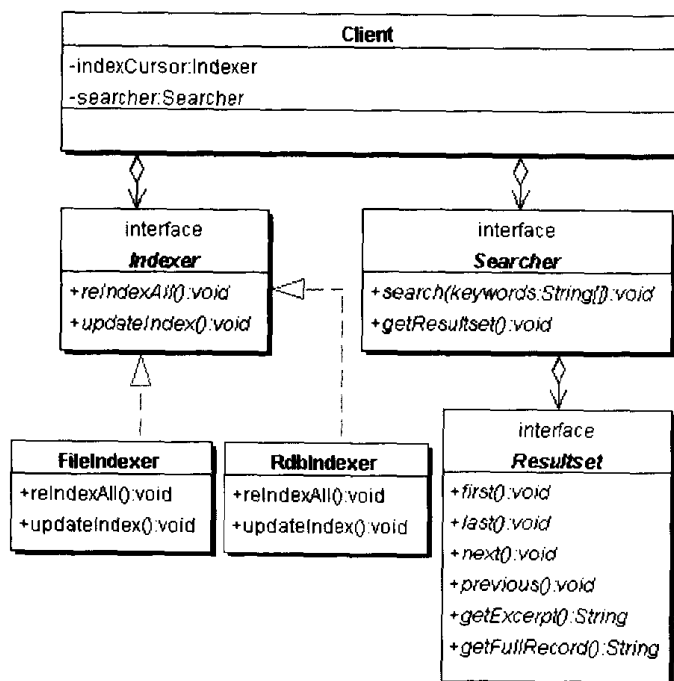 Client
-indexCursor:Indexer
-searcher:Searcher
interface
Indexer
+reIndexAll():void
+updateIndex():void
interface
Searcher
+search(keywords:String[]):void
+getResultset():void
FileIndexer
+reIndexAll():void
+updateIndex():void
RdbIndexer
+reIndexAll():void
+updateIndex():void
interface
Resultset
+first():void
+last():void
+next():void
+previous():void
+getExcerpt():String
+getFullRecord():String